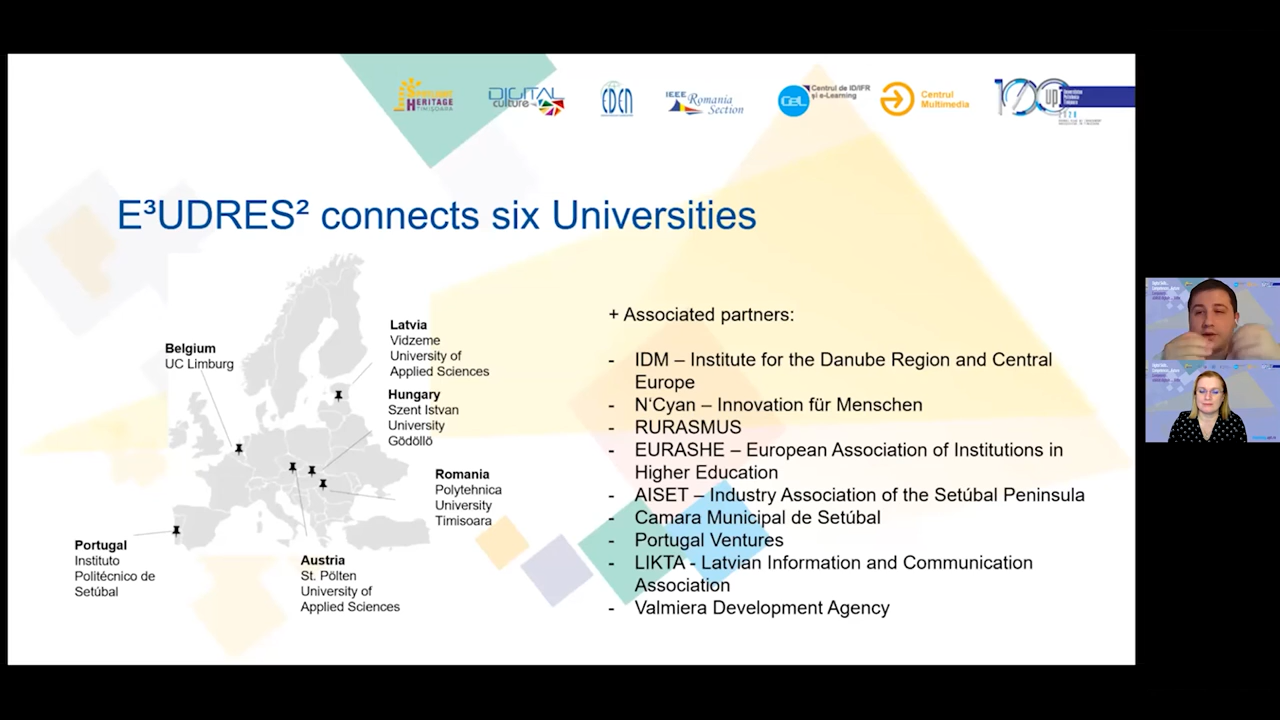 HERITAGE
TIMISOARA
DIGITAL
culture
EDEN
IEEE Romania
Section
CeL
Centrul de ID/IFR
și e-Learning
Centrul
Multimedia
100
upt
E³UDRES² connects six Universities
Latvia
Vidzeme
University of
Applied Sciences
Belgium
UC Limburg
Hungary
Szent Istvan
University
Gödöllö
Romania
Polytehnica
University
Timisoara
Portugal
Instituto
Politécnico de
Setúbal
Austria
St. Pölten
University of
Applied Sciences
+ Associated partners:
- IDM – Institute for the Danube Region and Central
Europe
- N‘Cyan – Innovation für Menschen
- RURASMUS
- EURASHE – European Association of Institutions in
Higher Education
- AISET – Industry Association of the Setúbal Peninsula
- Camara Municipal de Setúbal
- Portugal Ventures
- LIKTA - Latvian Information and Communication
Association
- Valmiera Development Agency